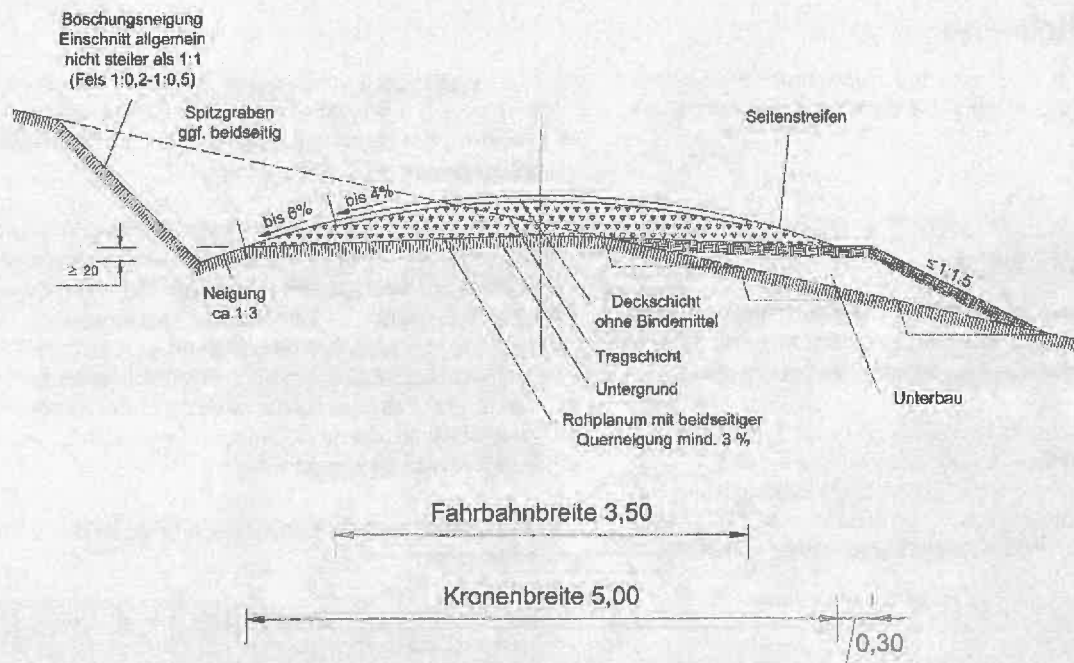 Böschungsneigung
Einschnitt allgemein
nicht steiler als 1:1
(Fels 1:0,2-1:0,5)
Spitzgraben
ggf. beidseitig
Seitenstreifen
bis 6%
bis 4%
≥ 20
Neigung
ca.1:3
≤1:1.5
Deckschicht
ohne Bindemittel
Tragschicht
Untergrund
Unterbau
Rohplanum mit beidseitiger
Querneigung mind. 3 %
Fahrbahnbreite 3,50
Kronenbreite 5,00
0,30